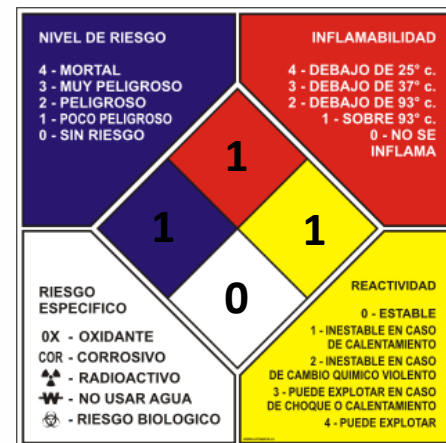 NIVEL DE RIESGO
4 - MORTAL
3 - MUY PELIGROSO
2 - PELIGROSO
1 - POCO PELIGROSO
0 - SIN RIESGO
INFLAMABILIDAD
4 - DEBAJO DE 25° c.
3 - DEBAJO DE 37° c.
2 - DEBAJO DE 93° c.
1 - SOBRE 93° c.
0 - NO SE
INFLAMA
1
1
1
0
RIESGO
ESPECIFICO
0X - OXIDANTE
COR - CORROSIVO
- RADIOACTIVO
W - NO USAR AGUA
- RIESGO BIOLOGICO
REACTIVIDAD
0 - ESTABLE
1 - INESTABLE EN CASO
DE CALENTAMIENTO
2 - INESTABLE EN CASO
DE CAMBIO QUIMICO VIOLENTO
3 - PUEDE EXPLOTAR EN CASO
DE CHOQUE O CALENTAMIENTO
4 - PUEDE EXPLOTAR